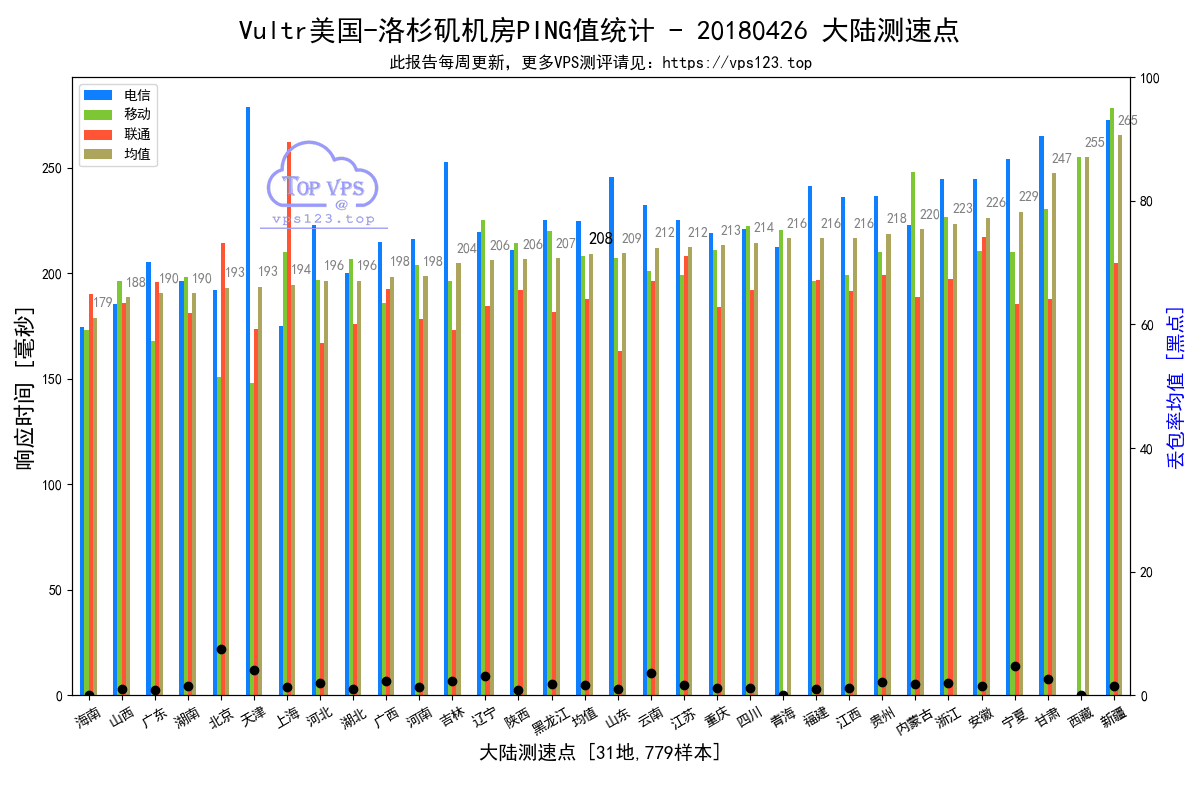 Vultr美国-洛杉矶机房PING值统计 - 20180426 大陆测速点
此报告每周更新，更多VPS测评请见：https://vps123.top
电信
移动
联通
均值
TOP VPS
@
vps123.top
响应时间 [毫秒]
0
50
100
150
200
250
丢包率均值 [黑点]
0
20
40
60
80
100
179
188
190
190
193
193
194
196
196
198
198
204
206
206
207
208
209
212
212
213
214
216
216
216
218
220
223
226
229
247
255
265
海南
山西
广东
湖南
北京
天津
上海
河北
湖北
广西
河南
吉林
辽宁
陕西
黑龙江
均值
山东
云南
江苏
重庆
四川
青海
福建
江西
贵州
内蒙古
浙江
安徽
宁夏
甘肃
西藏
新疆
大陆测速点 [31地,779样本]